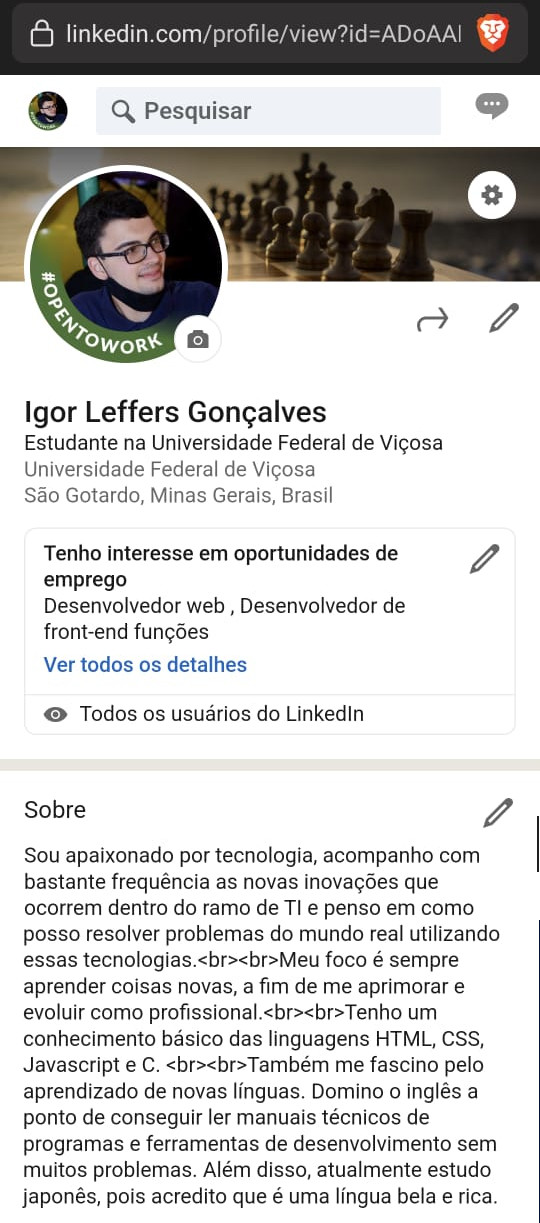 linkedin.com/profile/view?id=ADoAAI
Pesquisar
#OPENTOWORK
Igor Leffers Gonçalves
Estudante na Universidade Federal de Viçosa
Universidade Federal de Viçosa
São Gotardo, Minas Gerais, Brasil
Tenho interesse em oportunidades de
emprego
Desenvolvedor web , Desenvolvedor de
front-end funções
Ver todos os detalhes
Todos os usuários do LinkedIn
Sobre
Sou apaixonado por tecnologia, acompanho com
bastante frequência as novas inovações que
ocorrem dentro do ramo de TI e penso em como
posso resolver problemas do mundo real utilizando
essas tecnologias.<br><br>Meu foco é sempre
aprender coisas novas, a fim de me aprimorar e
evoluir como profissional.<br><br>Tenho um
conhecimento básico das linguagens HTML, CSS,
Javascript e C. <br><br>Também me fascino pelo
aprendizado de novas línguas. Domino o inglês a
ponto de conseguir ler manuais técnicos de
programas e ferramentas de desenvolvimento sem
muitos problemas. Além disso, atualmente estudo
japonês, pois acredito que é uma língua bela e rica.